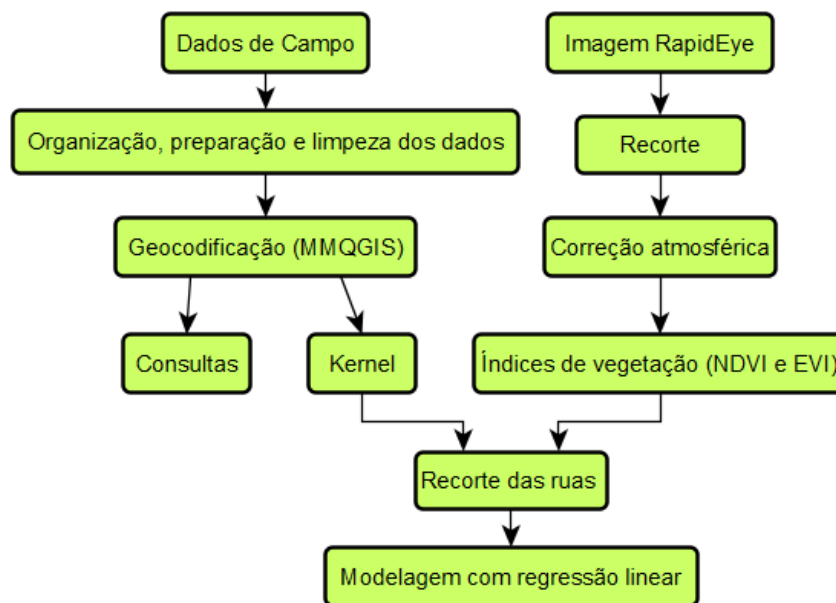 Dados de Campo
Imagem RapidEye
Organização, preparação e limpeza dos dados
Recorte
Geocodificação (MMQGIS)
Correção atmosférica
Consultas
Kernel
Índices de vegetação (NDVI e EVI)
Recorte das ruas
Modelagem com regressão linear